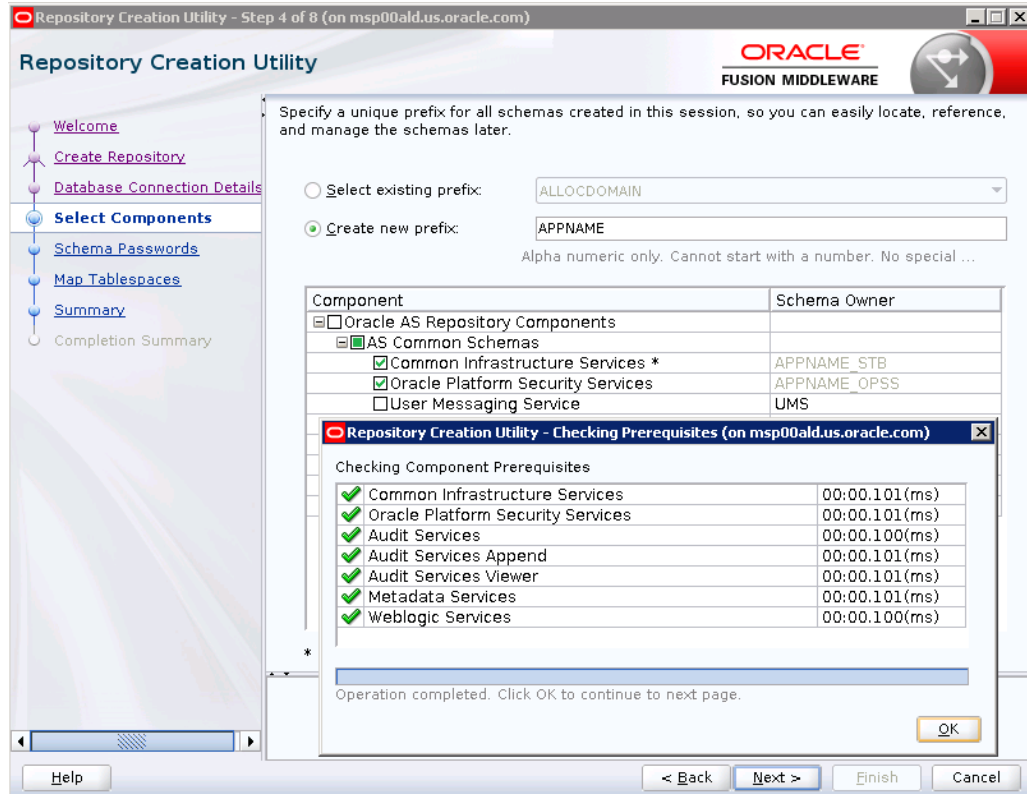 Repository Creation Utility - Step 4 of 8 (on msp00ald.us.oracle.com)
Repository Creation Utility
ORACLE
FUSION MIDDLEWARE
Welcome
Create Repository
Database Connection Details
Select Components
Schema Passwords
Map Tablespaces
Summary
Completion Summary
Specify a unique prefix for all schemas created in this session, so you can easily locate, reference,
and manage the schemas later.
Select existing prefix: ALLOCDOMAIN
Create new prefix: APPNAME
Alpha numeric only. Cannot start with a number. No special ...
Component Schema Owner
Oracle AS Repository Components
AS Common Schemas
Common Infrastructure Services * APPNAME_STB
Oracle Platform Security Services APPNAME_OPSS
User Messaging Service UMS
Repository Creation Utility - Checking Prerequisites (on msp00ald.us.oracle.com)
Checking Component Prerequisites
Common Infrastructure Services 00:00.101(ms)
Oracle Platform Security Services 00:00.101(ms)
Audit Services 00:00.100(ms)
Audit Services Append 00:00.101(ms)
Audit Services Viewer 00:00.101(ms)
Metadata Services 00:00.101(ms)
Weblogic Services 00:00.100(ms)
*
Operation completed. Click OK to continue to next page.
OK
Help < Back Next > Finish Cancel